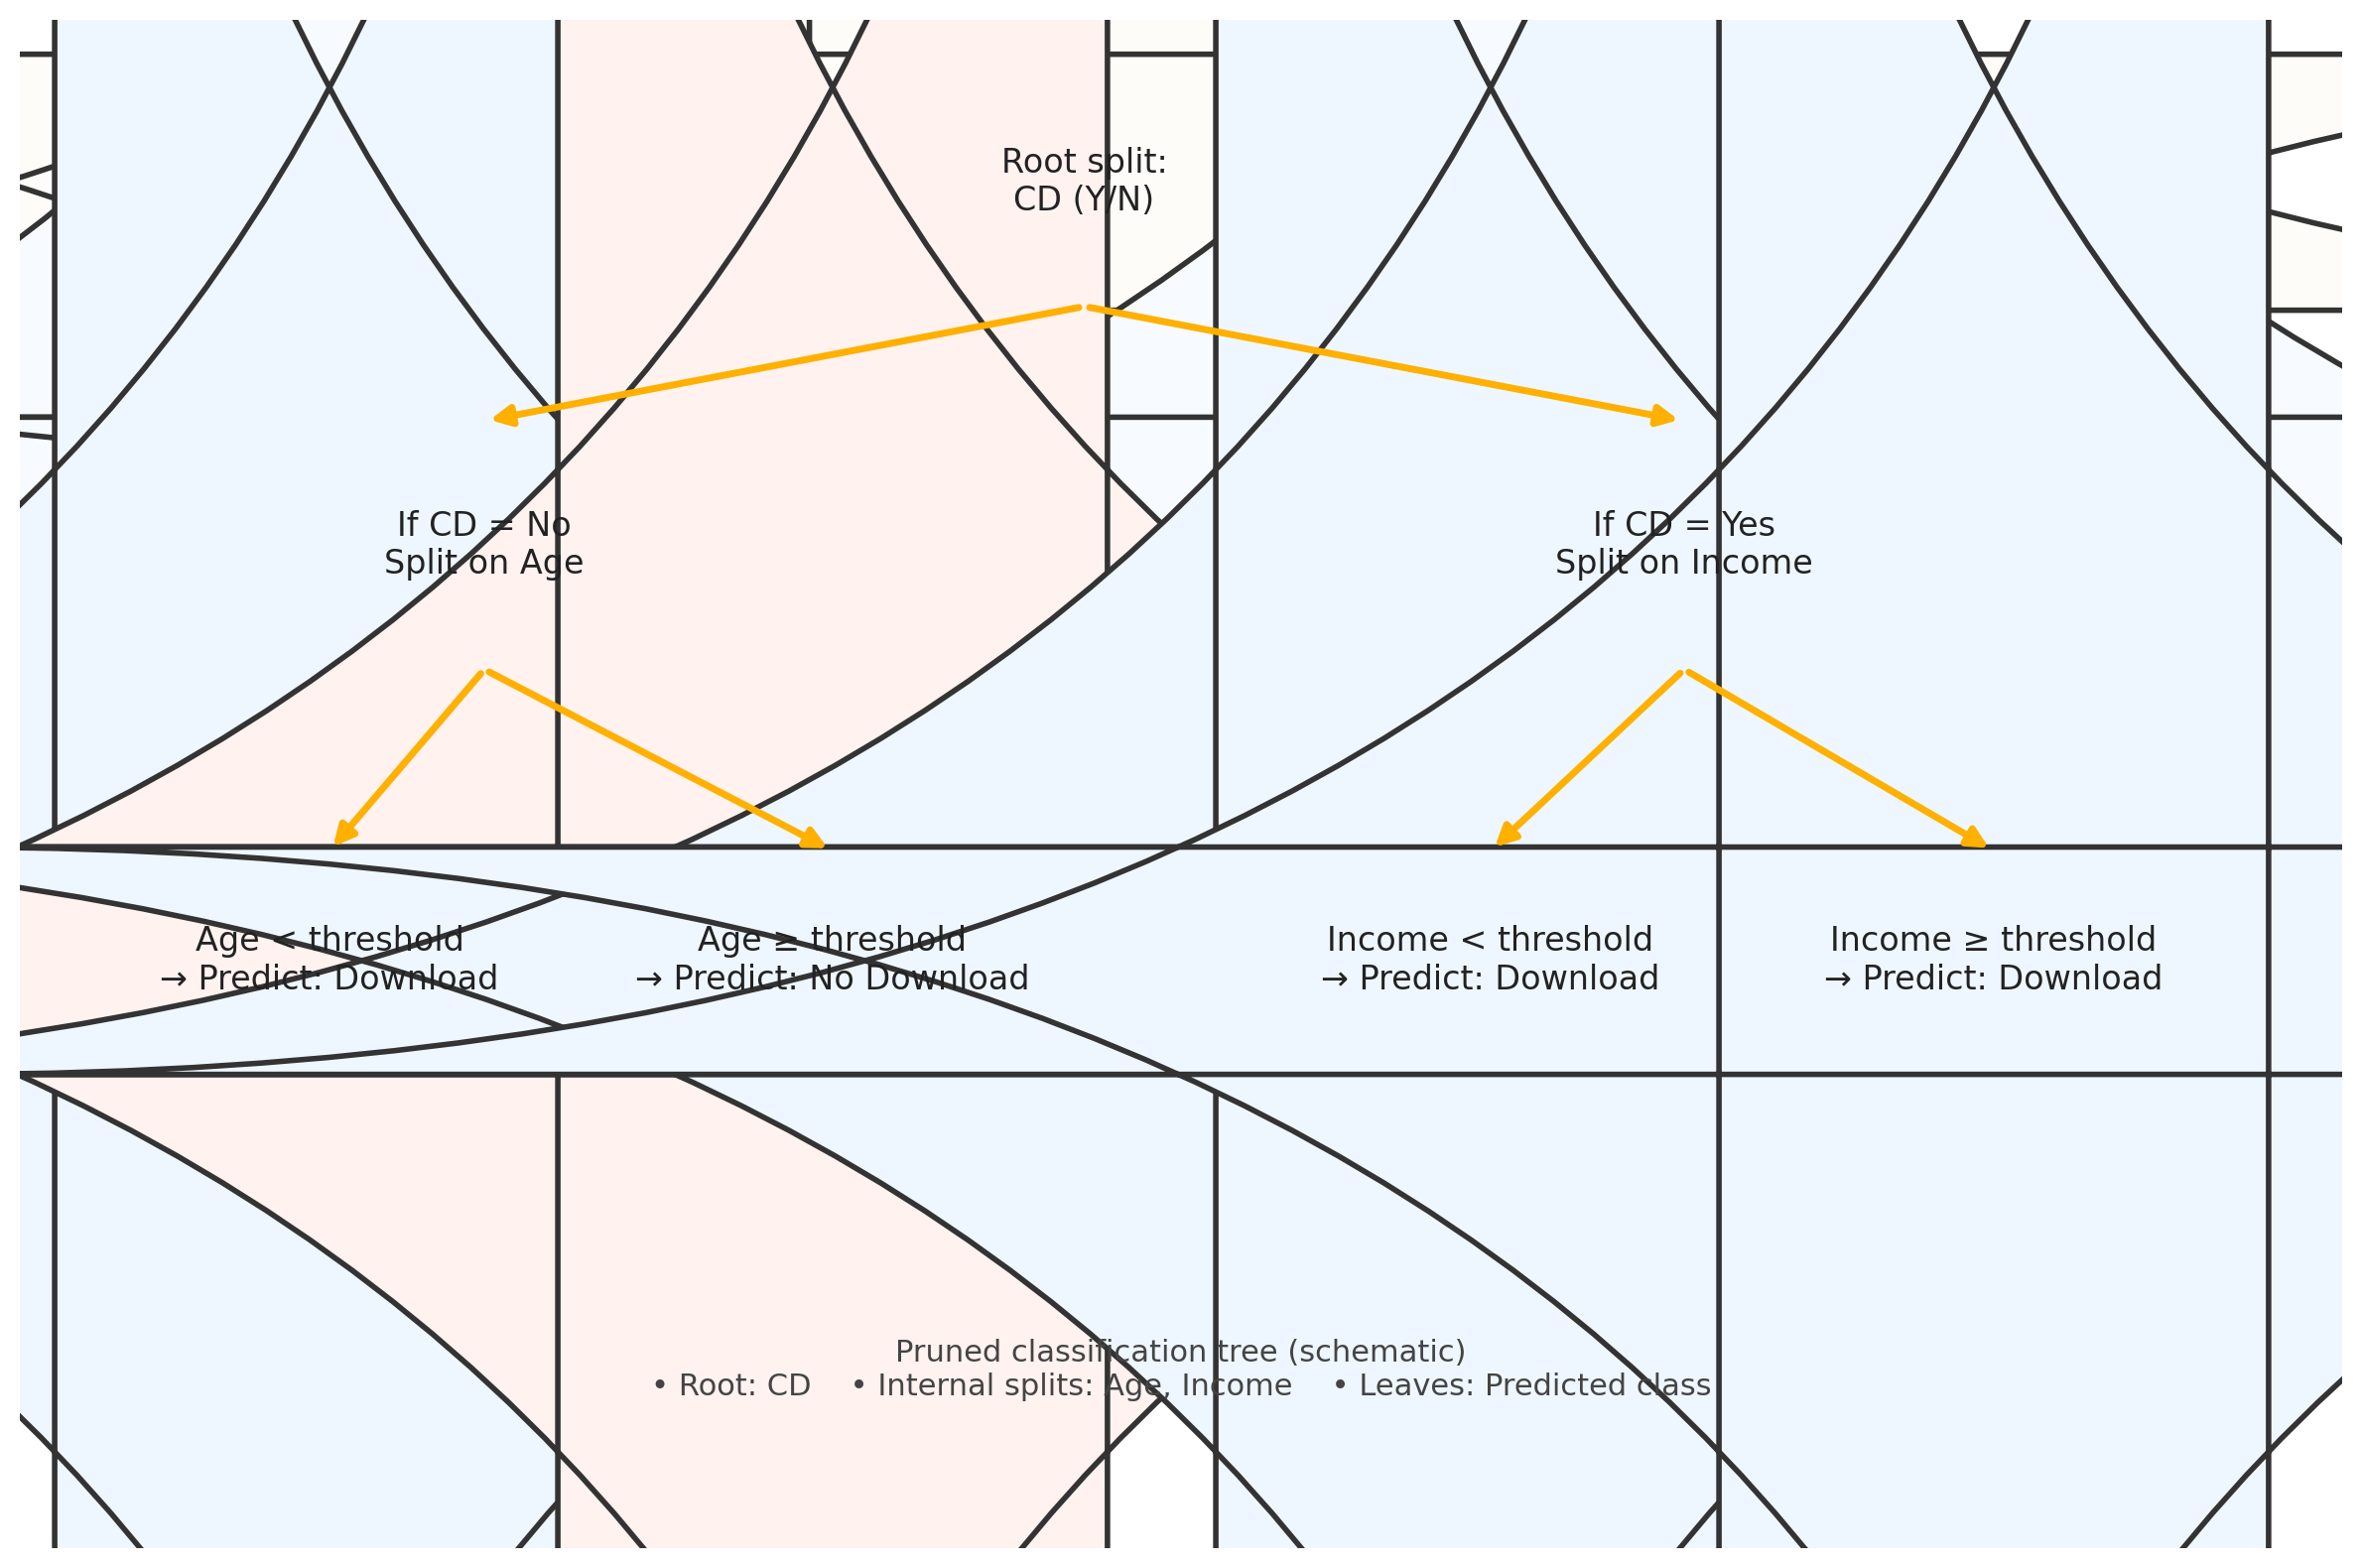 Root split:
CD (Y/N)
If CD = No
Split on Age
If CD = Yes
Split on Income
Age < threshold
→ Predict: Download
Age ≥ threshold
→ Predict: No Download
Income < threshold
→ Predict: Download
Income ≥ threshold
→ Predict: Download
Pruned classification tree (schematic)
• Root: CD • Internal splits: Age, Income • Leaves: Predicted class